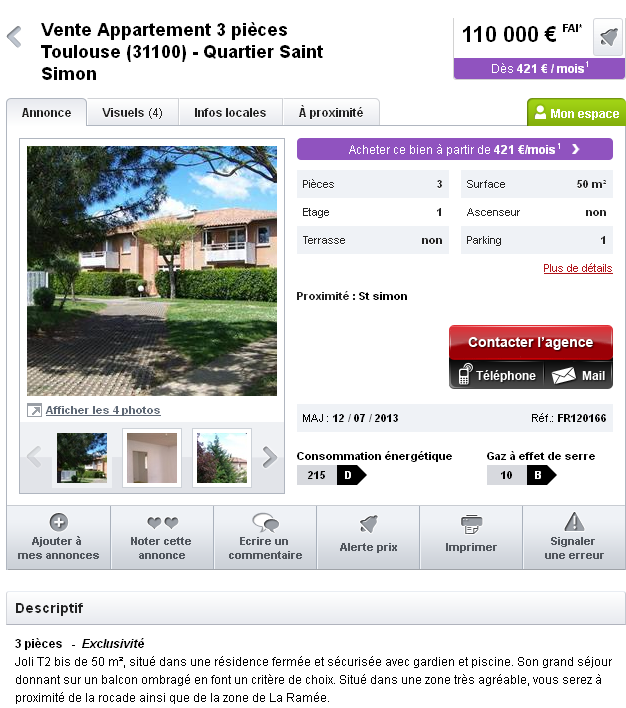 Vente Appartement 3 pièces
Toulouse (31100) - Quartier Saint
Simon
110 000 € FAI*
Dès 421 € / mois¹
Annonce
Visuels (4)
Infos locales
À proximité
Mon espace
Acheter ce bien à partir de 421 €/mois ¹
Pièces 3
Surface 50 m²
Etage 1
Ascenseur non
Terrasse non
Parking 1
Plus de détails
Proximité : St simon
Contacter l'agence
Téléphone
Mail
Afficher les 4 photos
MAJ : 12 / 07 / 2013
Réf.: FR120166
Consommation énergétique
Gaz à effet de serre
215 D
10 B
Ajouter à
mes annonces
Noter cette
annonce
Ecrire un
commentaire
Alerte prix
Imprimer
Signaler
une erreur
Descriptif
3 pièces - Exclusivité
Joli T2 bis de 50 m², situé dans une résidence fermée et sécurisée avec gardien et piscine. Son grand séjour
donnant sur un balcon ombragé en font un critère de choix. Situé dans une zone très agréable, vous serez à
proximité de la rocade ainsi que de la zone de La Ramée.